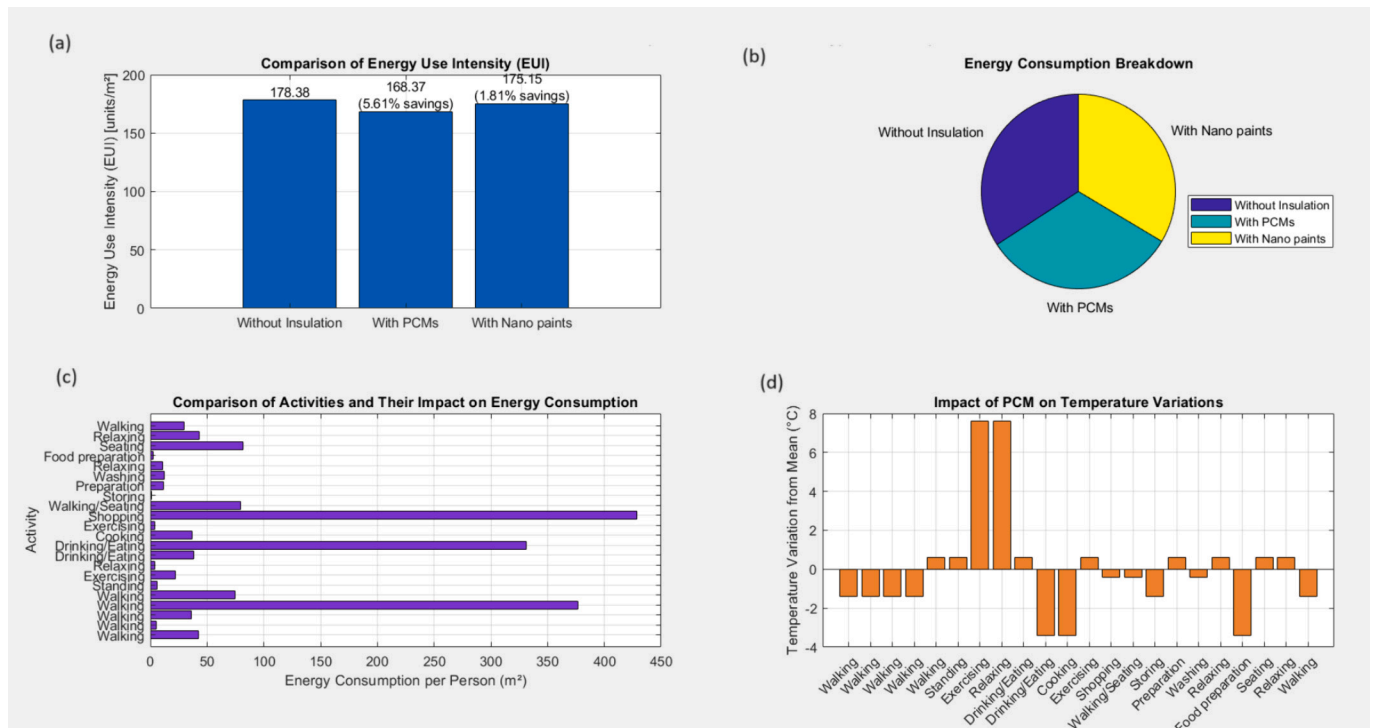 (a)
Comparison of Energy Use Intensity (EUI)
Energy Use Intensity (EUI) [units/m²]
200
150
100
50
0
178.38
168.37
(5.61% savings)
175.15
(1.81% savings)
Without Insulation
With PCMs
With Nano paints
(b)
Energy Consumption Breakdown
Without Insulation
With Nano paints
With PCMs
Without Insulation
With PCMs
With Nano paints
(c)
Comparison of Activities and Their Impact on Energy Consumption
Activity
Walking
Relaxing
Seating
Food preparation
Relaxing
Washing
Preparation
Storing
Walking/Seating
Shopping
Exercising
Cooking
Drinking/Eating
Drinking/Eating
Relaxing
Exercising
Standing
Walking
Walking
Walking
Walking
Walking
0 50 100 150 200 250 300 350 400 450
Energy Consumption per Person (m²)
(d)
Impact of PCM on Temperature Variations
Temperature Variation from Mean (°C)
8
6
4
2
0
-2
-4
Walking
Walking
Walking
Walking
Walking
Standing
Exercising
Relaxing
Drinking/Eating
Drinking/Eating
Cooking
Exercising
Shopping
Walking/Seating
Storing
Preparation
Washing
Relaxing
Food preparation
Seating
Relaxing
Walking